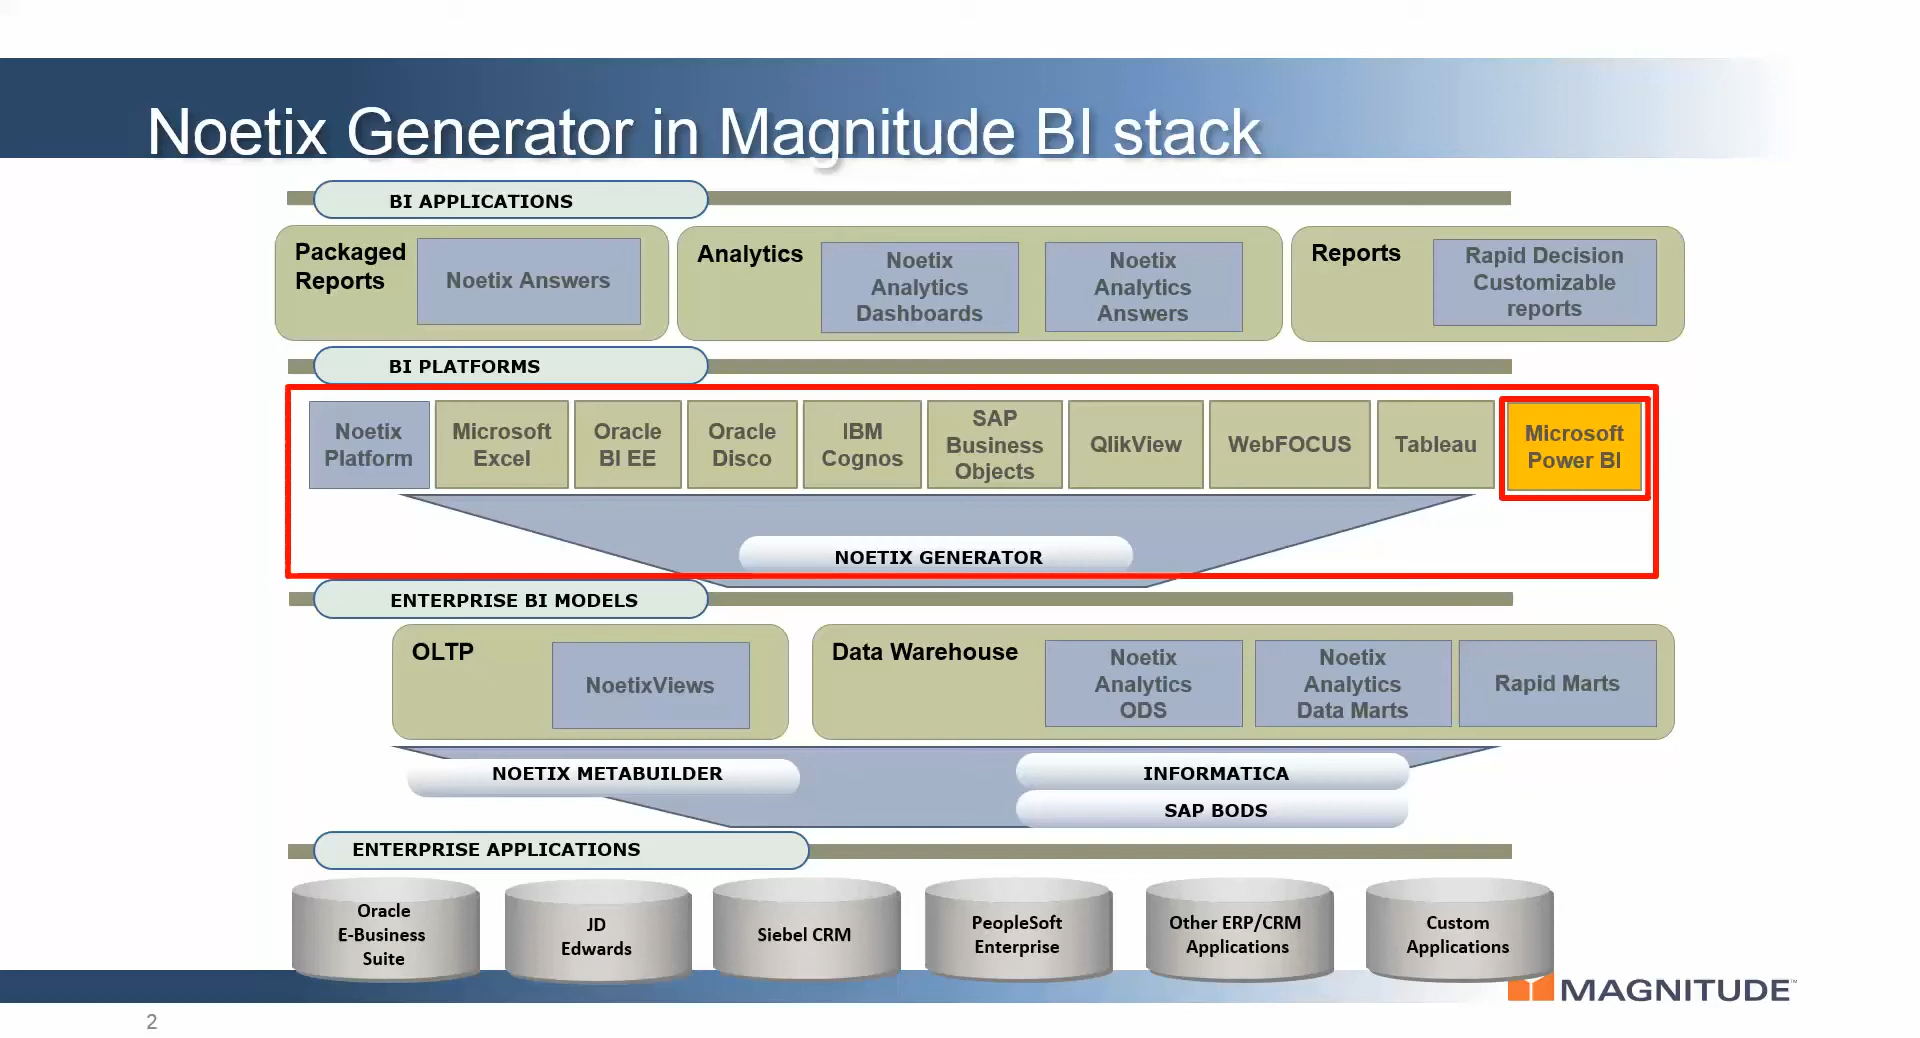 Noetix Generator in Magnitude BI stack
BI APPLICATIONS
Packaged
Reports
Noetix Answers
Analytics
Noetix
Analytics
Dashboards
Noetix
Analytics
Answers
Reports
Rapid Decision
Customizable
reports
BI PLATFORMS
Noetix
Platform
Microsoft
Excel
Oracle
BI EE
Oracle
Disco
IBM
Cognos
SAP
Business
Objects
QlikView
WebFOCUS
Tableau
Microsoft
Power BI
NOETIX GENERATOR
ENTERPRISE BI MODELS
OLTP
NoetixViews
Data Warehouse
Noetix
Analytics
ODS
Noetix
Analytics
Data Marts
Rapid Marts
NOETIX METABUILDER
INFORMATICA
SAP BODS
ENTERPRISE APPLICATIONS
Oracle
E-Business
Suite
JD
Edwards
Siebel CRM
PeopleSoft
Enterprise
Other ERP/CRM
Applications
Custom
Applications
MAGNITUDE™
2